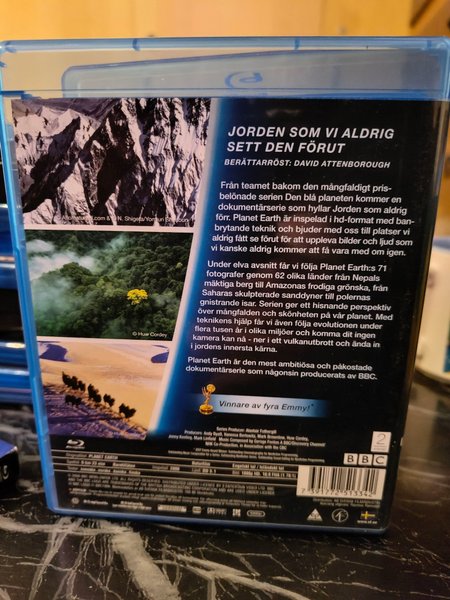 JORDEN SOM VI ALDRIG
SETT DEN FÖRUT
BERÄTTARRÖST: DAVID ATTENBOROUGH
Från teamet bakom den mångfaldigt pris-
belönade serien Den blå planeten kommer en
dokumentärserie som hyllar Jorden som aldrig
förr. Planet Earth är inspelad i hd-format med ban-
brytande teknik och bjuder med oss till platser vi
aldrig fått se förut för att uppleva bilder och ljud som
vi kanske aldrig kommer att få vara med om igen.
Under elva avsnitt får vi följa Planet Earth:s 71
fotografer genom 62 olika länder från Nepals
mäktiga berg till Amazonas frodiga grönska, från
Saharas skulpterade sanddyner till polernas
gnistrande isar. Serien ger ett hisnande perspektiv
över mångfalden och skönheten på vår planet. Med
teknikens hjälp får vi även följa evolutionen under
flera tusen år i olika miljöer och komma dit ingen
kamera kan nå - ner i ett vulkanutbrott och ända in
i jordens innersta kärna.
Planet Earth är den mest ambitiösa och påkostade
dokumentärserie som någonsin producerats av BBC.
© Huw Cordey
Vinnare av fyra Emmy!*
Series Producer: Alastair Fothergill
2
BBC
PLANET EARTH